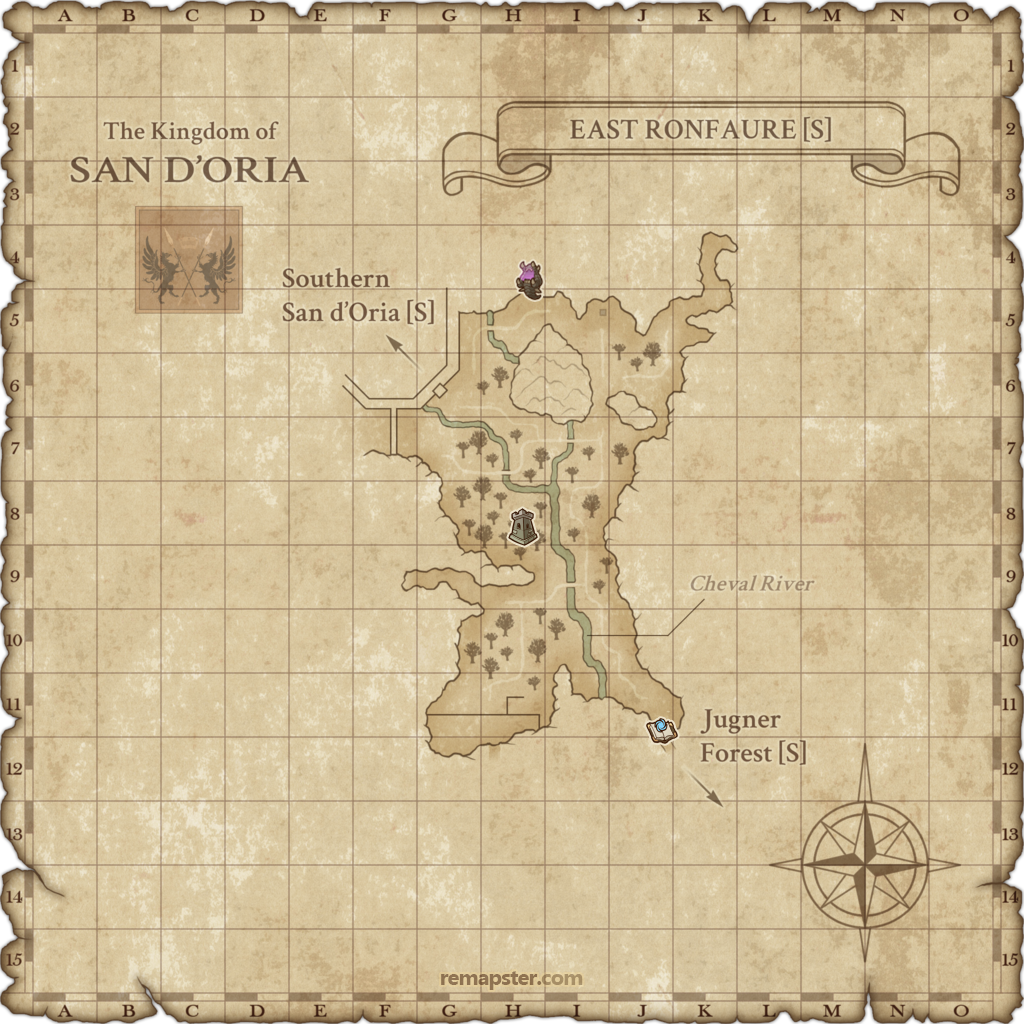 A B C D E F G H I J K L M N O
1 1
2 2
The Kingdom of
SAN D'ORIA
EAST RONFAURE [S]
3 3
4 4
Southern
San d'Oria [S]
5 5
6 6
7 7
8 8
9 9
Cheval River
10 10
11 11
Jugner
Forest [S]
12 12
13 13
14 14
15 15
remapster.com
A B C D E F G H I J K L M N O